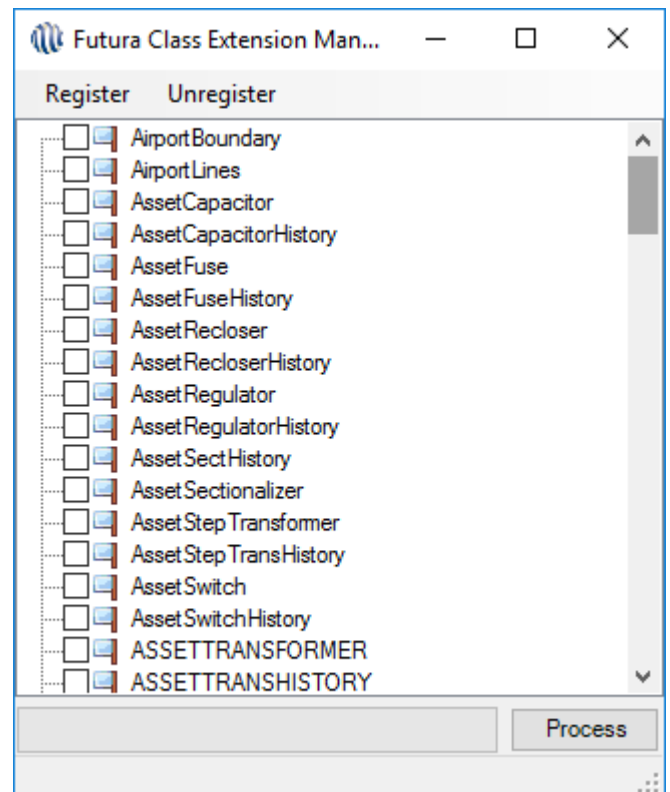 Futura Class Extension Man...
Register Unregister
AirportBoundary
AirportLines
AssetCapacitor
AssetCapacitorHistory
AssetFuse
AssetFuseHistory
AssetRecloser
AssetRecloserHistory
AssetRegulator
AssetRegulatorHistory
AssetSectHistory
AssetSectionalizer
AssetStepTransformer
AssetStepTransHistory
AssetSwitch
AssetSwitchHistory
ASSETTRANSFORMER
ASSETTRANSHISTORY
Process